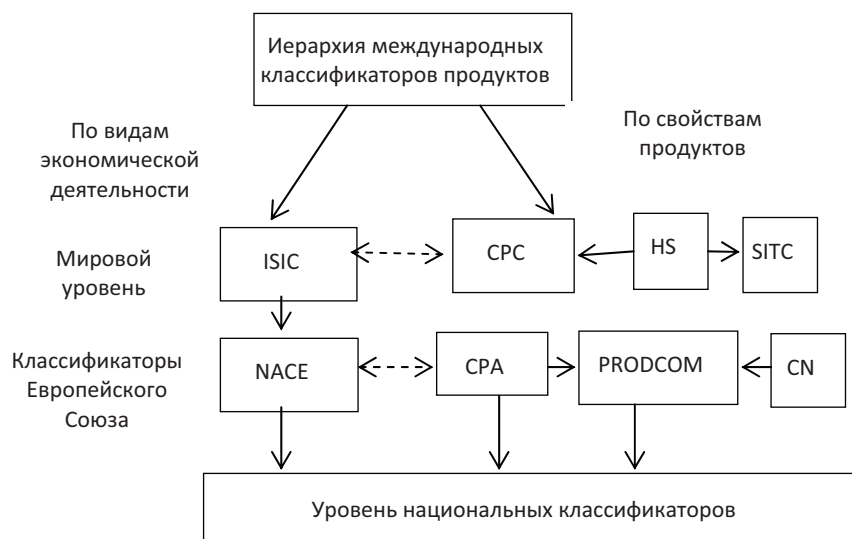 Иерархия международных
классификаторов продуктов
По видам
экономической
деятельности
По свойствам
продуктов
Мировой
уровень
ISIC
CPC
HS
SITC
Классификаторы
Европейского
Союза
NACE
CPA
PRODCOM
CN
Уровень национальных классификаторов